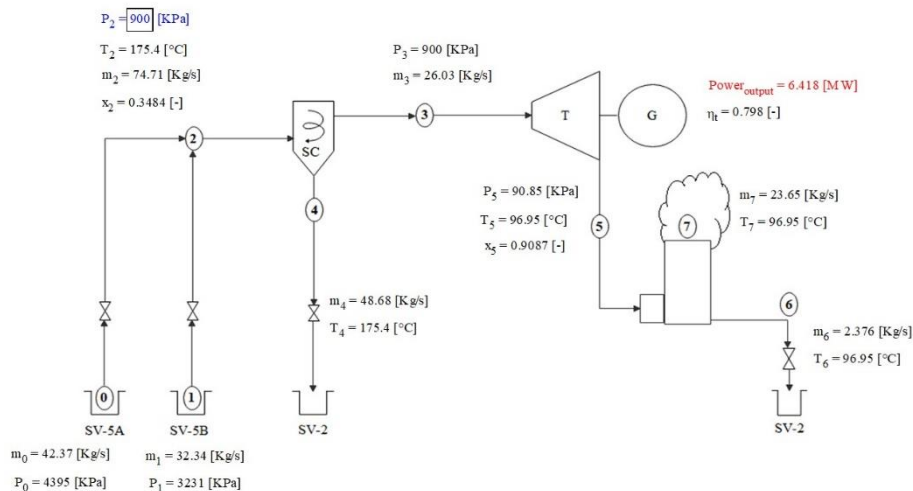 P2 = 900 [KPa]
T2 = 175.4 [°C]
m2 = 74.71 [Kg/s]
x2 = 0.3484 [-]
P3 = 900 [KPa]
m3 = 26.03 [Kg/s]
Power_output = 6.418 [MW]
ηt = 0.798 [-]
2
SC
3
T
G
4
P5 = 90.85 [KPa]
T5 = 96.95 [°C]
x5 = 0.9087 [-]
5
7
m7 = 23.65 [Kg/s]
T7 = 96.95 [°C]
m4 = 48.68 [Kg/s]
T4 = 175.4 [°C]
6
m6 = 2.376 [Kg/s]
T6 = 96.95 [°C]
0
1
SV-5A
SV-5B
SV-2
SV-2
m0 = 42.37 [Kg/s]
m1 = 32.34 [Kg/s]
P0 = 4395 [KPa]
P1 = 3231 [KPa]